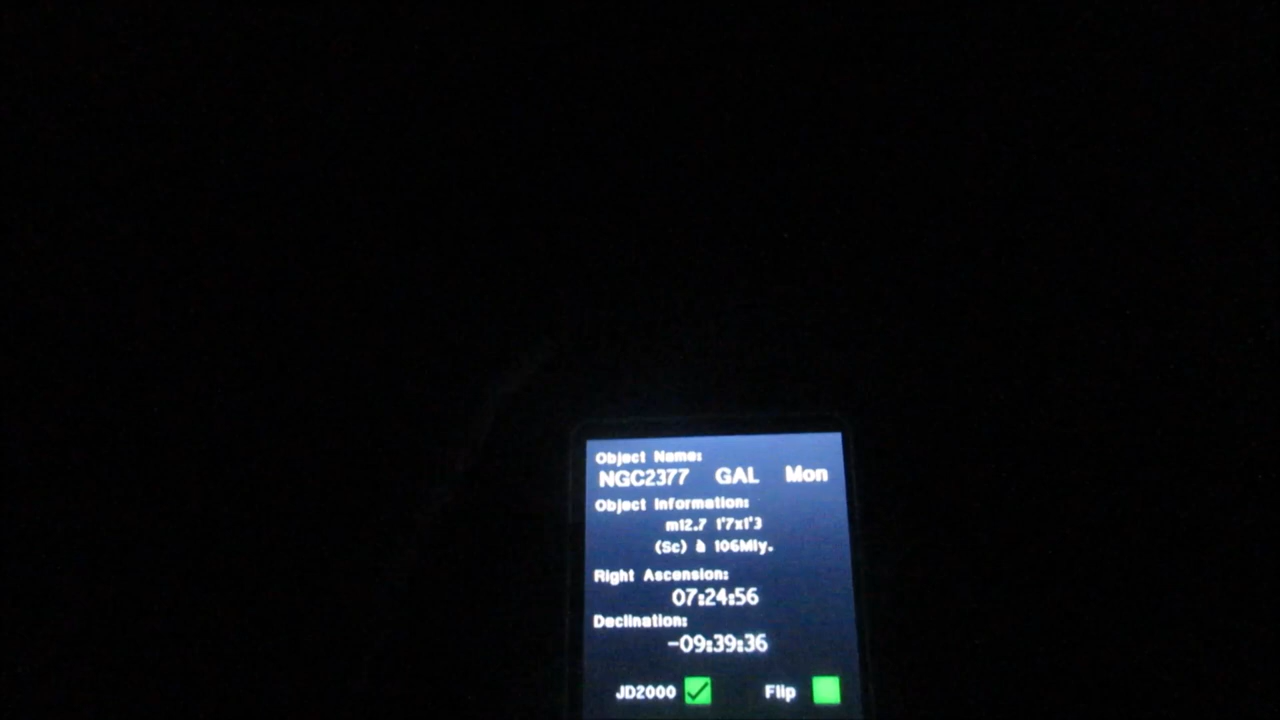 Object Name:
NGC2377 GAL Mon
Object Information:
m12.7 1'7x1'3
(Sc) à 106Mly.
Right Ascension:
07:24:56
Declination:
-09:39:36
JD2000 Flip